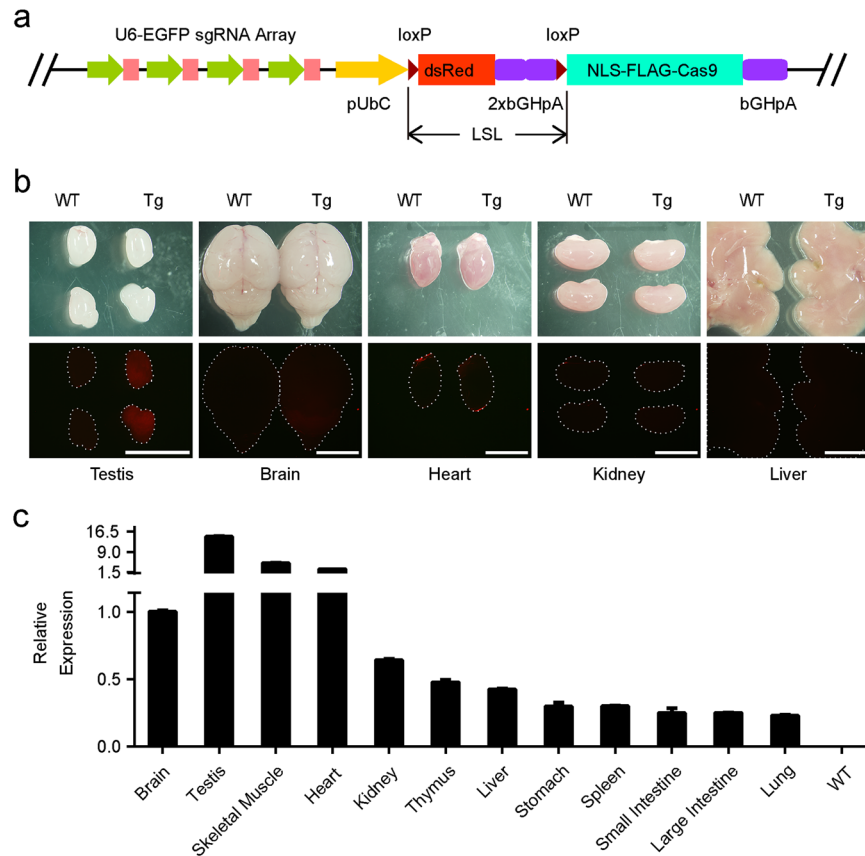 a
U6-EGFP sgRNA Array
loxP
loxP
dsRed
NLS-FLAG-Cas9
pUbC
2xbGHpA
bGHpA
LSL
b
WT Tg WT Tg WT Tg WT Tg WT Tg
Testis Brain Heart Kidney Liver
c
Relative
Expression
16.5
9.0
1.5
1.0
0.5
0.0
Brain
Testis
Skeletal Muscle
Heart
Kidney
Thymus
Liver
Stomach
Spleen
Small Intestine
Large Intestine
Lung
WT